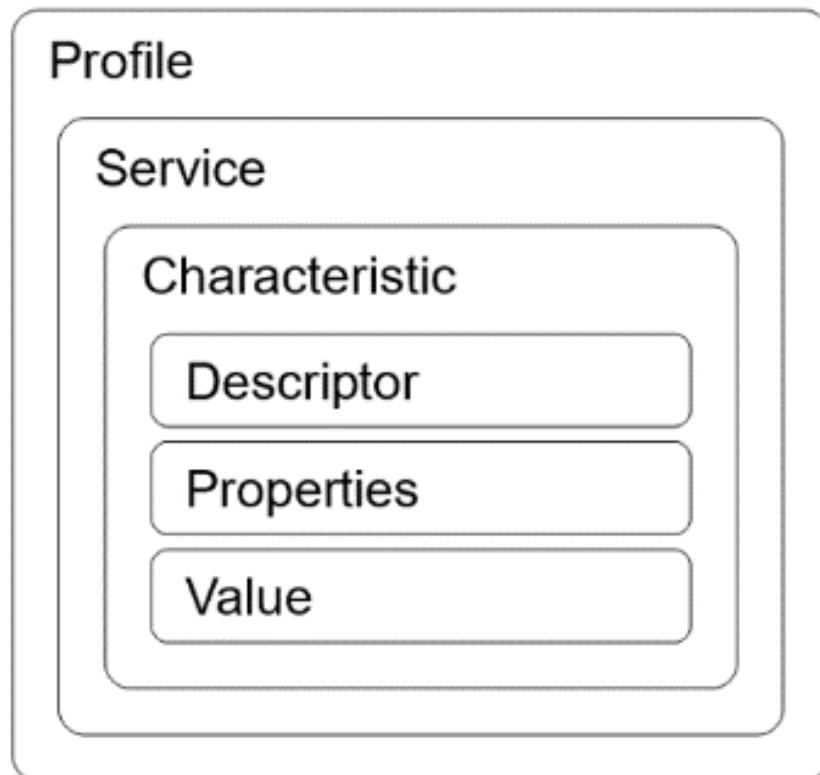 Profile
Service
Characteristic
Descriptor
Properties
Value